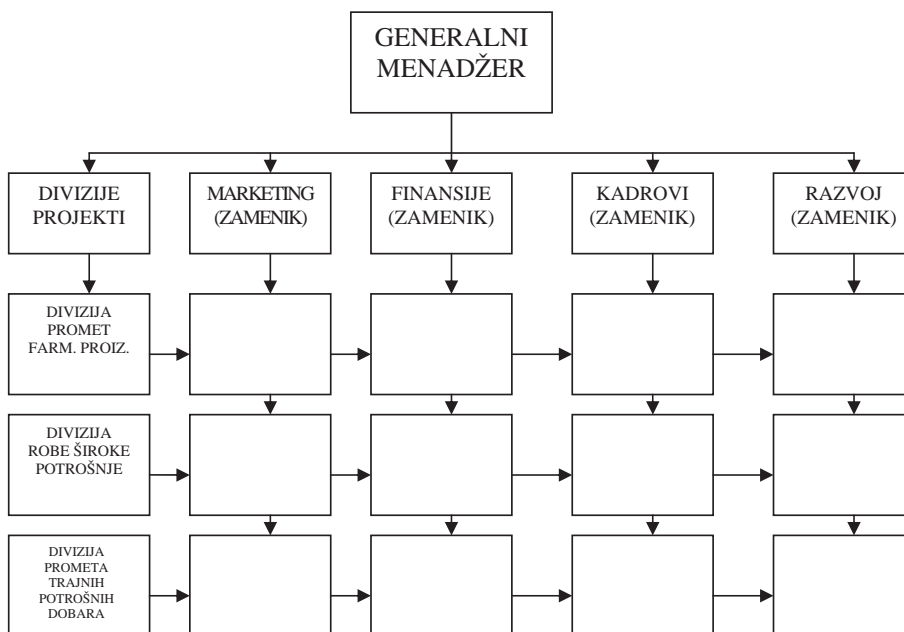 GENERALNI
MENADŽER
DIVIZIJE
PROJEKTI
MARKETING
(ZAMENIK)
FINANSIJE
(ZAMENIK)
KADROVI
(ZAMENIK)
RAZVOJ
(ZAMENIK)
DIVIZIJA
PROMET
FARM. PROIZ.
DIVIZIJA
ROBE ŠIROKE
POTROŠNJE
DIVIZIJA
PROMETA
TRAJNIH
POTROŠNIH
DOBARA